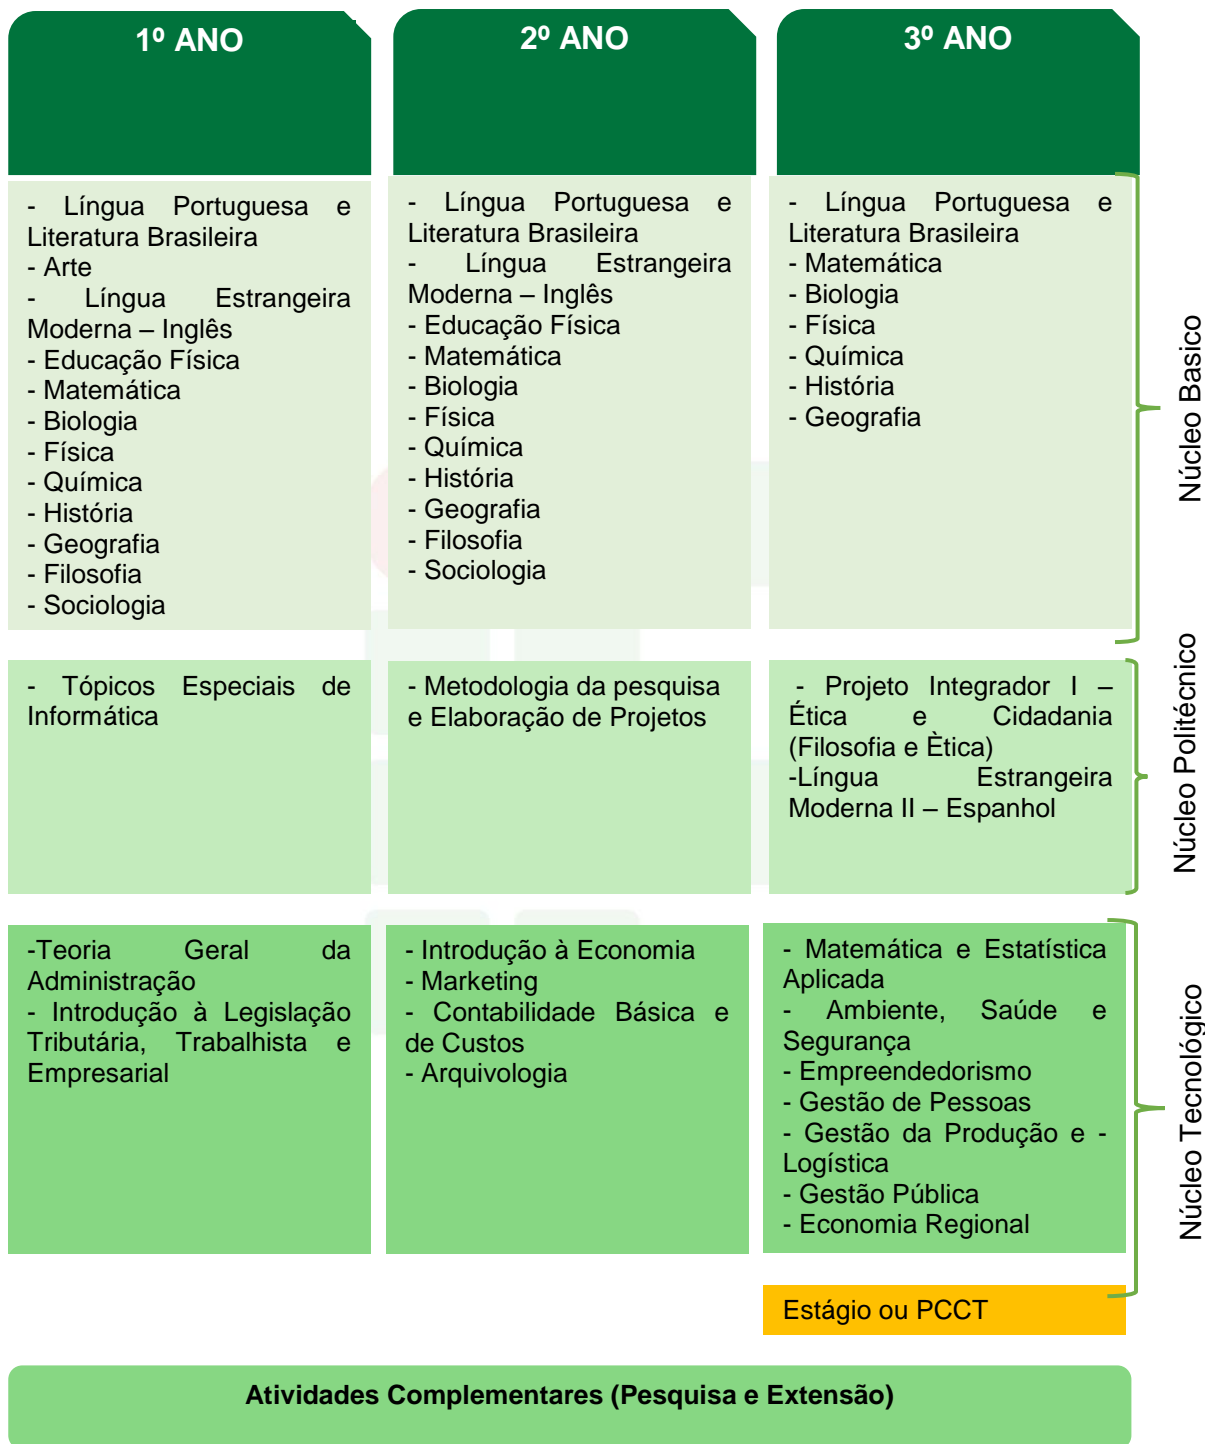 1º ANO
2º ANO
3º ANO
- Língua Portuguesa e
Literatura Brasileira
- Arte
- Língua Estrangeira
Moderna – Inglês
- Educação Física
- Matemática
- Biologia
- Física
- Química
- História
- Geografia
- Filosofia
- Sociologia
- Língua Portuguesa e
Literatura Brasileira
- Língua Estrangeira
Moderna – Inglês
- Educação Física
- Matemática
- Biologia
- Física
- Química
- História
- Geografia
- Filosofia
- Sociologia
- Língua Portuguesa e
Literatura Brasileira
- Matemática
- Biologia
- Física
- Química
- História
- Geografia
Núcleo Basico
- Tópicos Especiais de
Informática
- Metodologia da pesquisa
e Elaboração de Projetos
- Projeto Integrador I –
Ética e Cidadania
(Filosofia e Ètica)
-Língua Estrangeira
Moderna II – Espanhol
Núcleo Politécnico
-Teoria Geral da
Administração
- Introdução à Legislação
Tributária, Trabalhista e
Empresarial
- Introdução à Economia
- Marketing
- Contabilidade Básica e
de Custos
- Arquivologia
- Matemática e Estatística
Aplicada
- Ambiente, Saúde e
Segurança
- Empreendedorismo
- Gestão de Pessoas
- Gestão da Produção e -
Logística
- Gestão Pública
- Economia Regional
Núcleo Tecnológico
Estágio ou PCCT
Atividades Complementares (Pesquisa e Extensão)